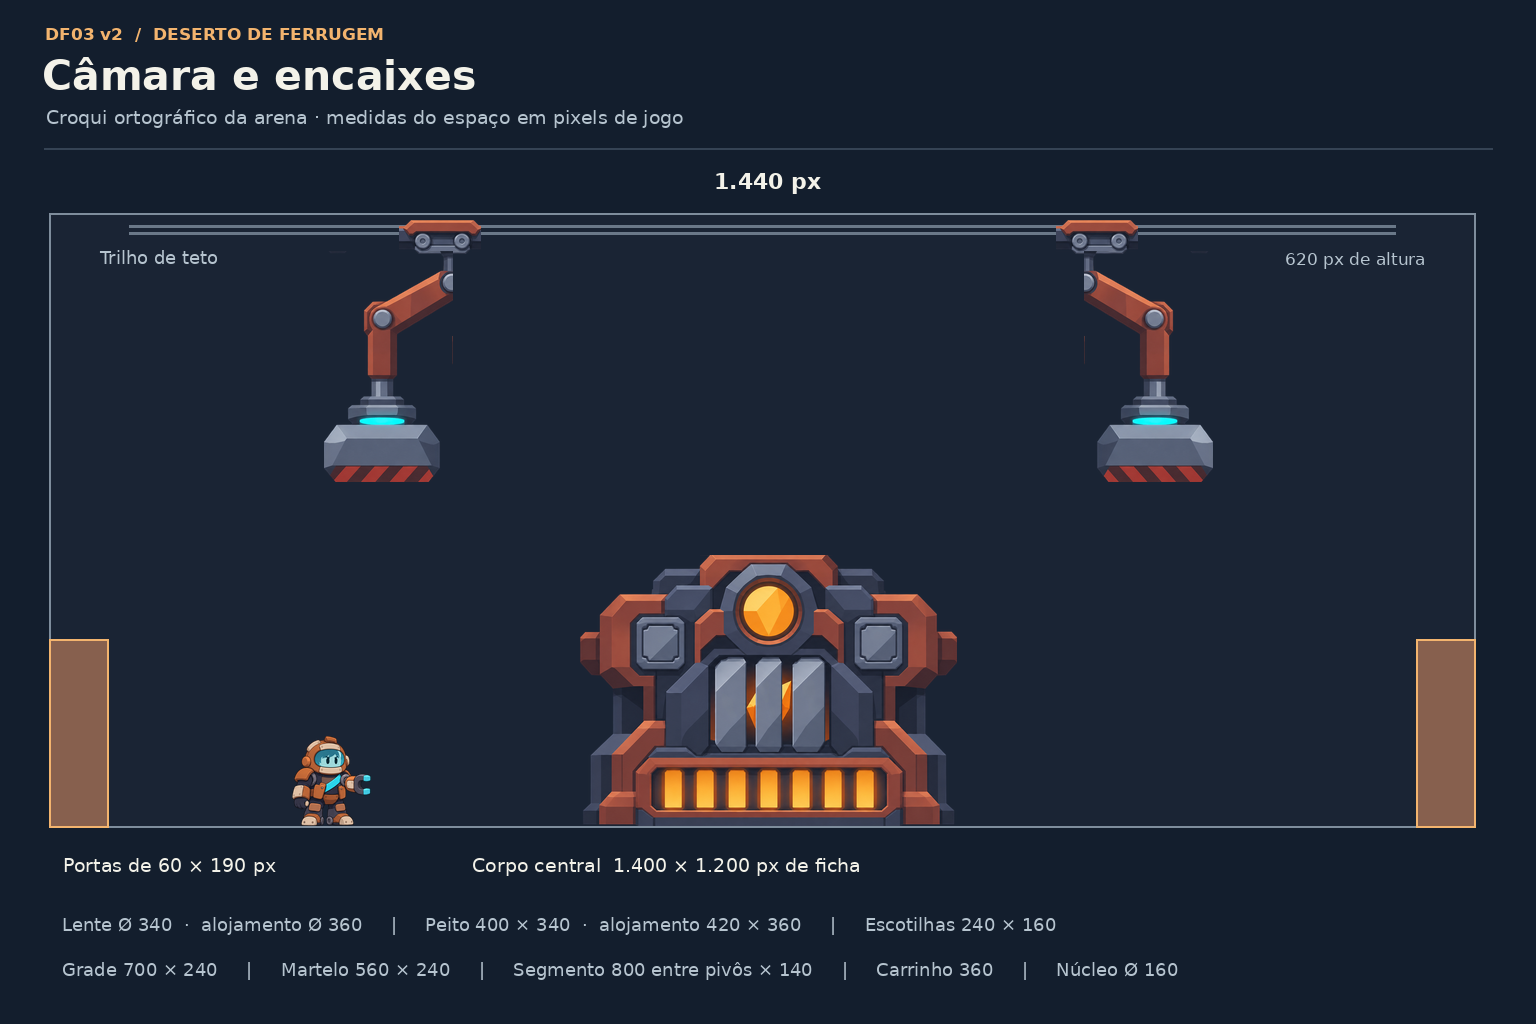 DF03 v2 / DESERTO DE FERRUGEM
Câmara e encaixes
Croqui ortográfico da arena · medidas do espaço em pixels de jogo
1.440 px
Trilho de teto
620 px de altura
Portas de 60 × 190 px
Corpo central 1.400 × 1.200 px de ficha
Lente Ø 340 · alojamento Ø 360 | Peito 400 × 340 · alojamento 420 × 360 | Escotilhas 240 × 160
Grade 700 × 240 | Martelo 560 × 240 | Segmento 800 entre pivôs × 140 | Carrinho 360 | Núcleo Ø 160